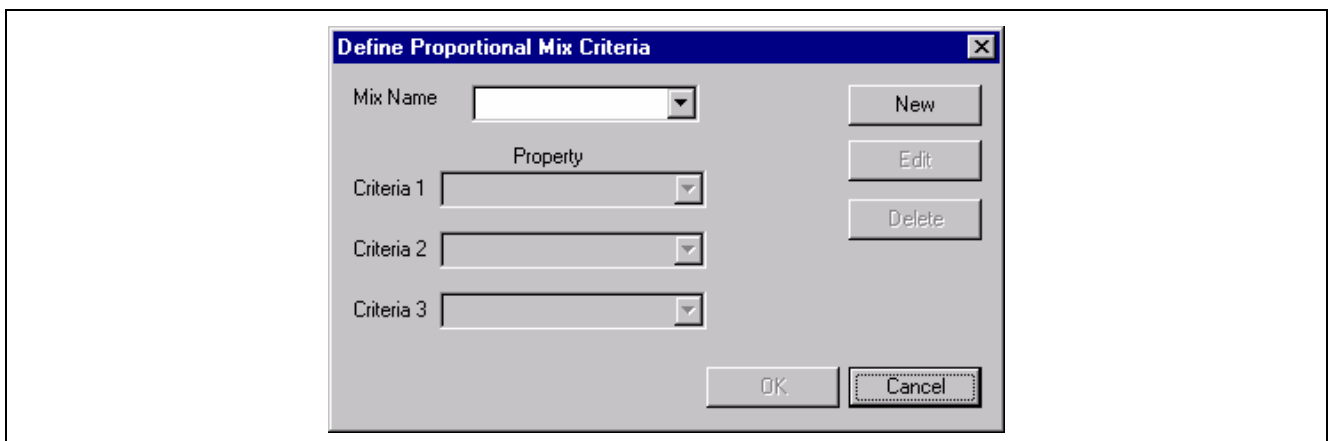 Define Proportional Mix Criteria
Mix Name
New
Property
Edit
Criteria 1
Delete
Criteria 2
Criteria 3
OK
Cancel